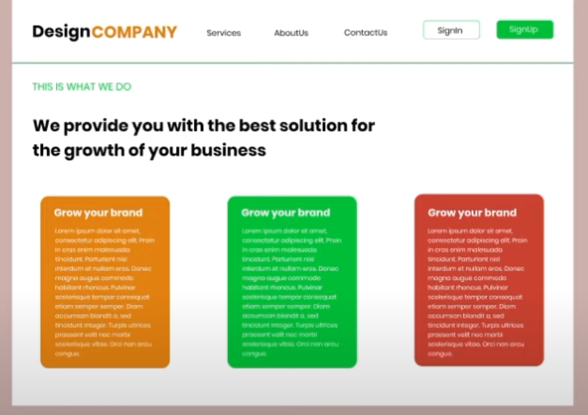 DesignCOMPANY Services AboutUs ContactUs SignIn SignUp
THIS IS WHAT WE DO
We provide you with the best solution for
the growth of your business
Grow your brand
Lorem ipsum dolor sit amet,
consectetur adipiscing elit. Proin
in cras enim malesuada
tincidunt. Parturient nisl
interdum et nullam eros. Donec
magna augue commodo
habitant rhoncus. Pulvinar
scelerisque tempor consequat
etiam semper semper. Diam
accumsan blandit a, sed
tincidunt integer. Turpis ultrices
praesent velit nec morbi
scelerisque vitae. Orci non arcu
congue.
Grow your brand
Lorem ipsum dolor sit amet,
consectetur adipiscing elit. Proin
in cras enim malesuada
tincidunt. Parturient nisl
interdum et nullam eros. Donec
magna augue commodo
habitant rhoncus. Pulvinar
scelerisque tempor consequat
etiam semper semper. Diam
accumsan blandit a, sed
tincidunt integer. Turpis ultrices
praesent velit nec morbi
scelerisque vitae. Orci non arcu
congue.
Grow your brand
Lorem ipsum dolor sit amet,
consectetur adipiscing elit. Proin
in cras enim malesuada
tincidunt. Parturient nisl
interdum et nullam eros. Donec
magna augue commodo
habitant rhoncus. Pulvinar
scelerisque tempor consequat
etiam semper semper. Diam
accumsan blandit a, sed
tincidunt integer. Turpis ultrices
praesent velit nec morbi
scelerisque vitae. Orci non arcu
congue.